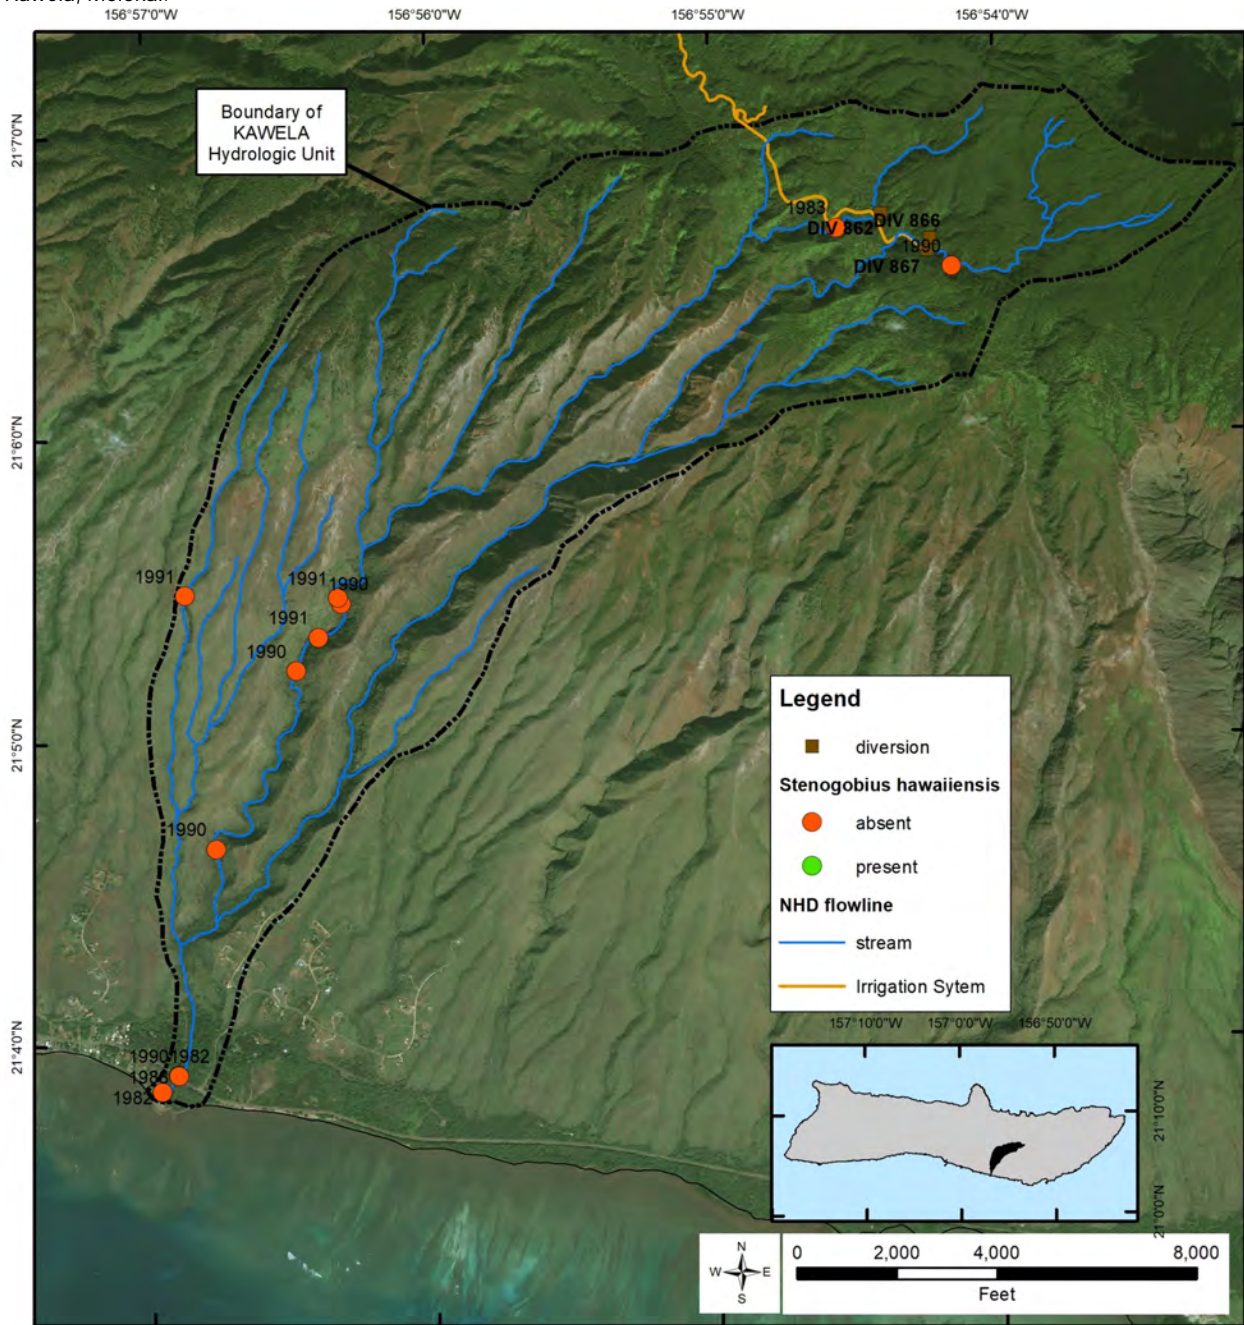 Kawela, Moloka
156°57'0"W
156°56'0"W
156°55'0"W
156°54'0"W
21°7'0"N
21°6'0"N
21°5'0"N
21°4'0"N
Boundary of
KAWELA
Hydrologic Unit
1983
DIV 862
DIV 866
1990
DIV 867
1991
1991
1990
1991
1990
1990
1990
1982
1982
Legend
diversion
Stenogobius hawaiiensis
absent
present
NHD flowline
stream
Irrigation Sytem
157°10'0"W
157°0'0"W
156°50'0"W
21°10'0"N
21°0'0"N
N
W
E
S
0
2,000
4,000
8,000
Feet